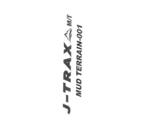 J-TRAX M/T
MUD TERRAIN-001